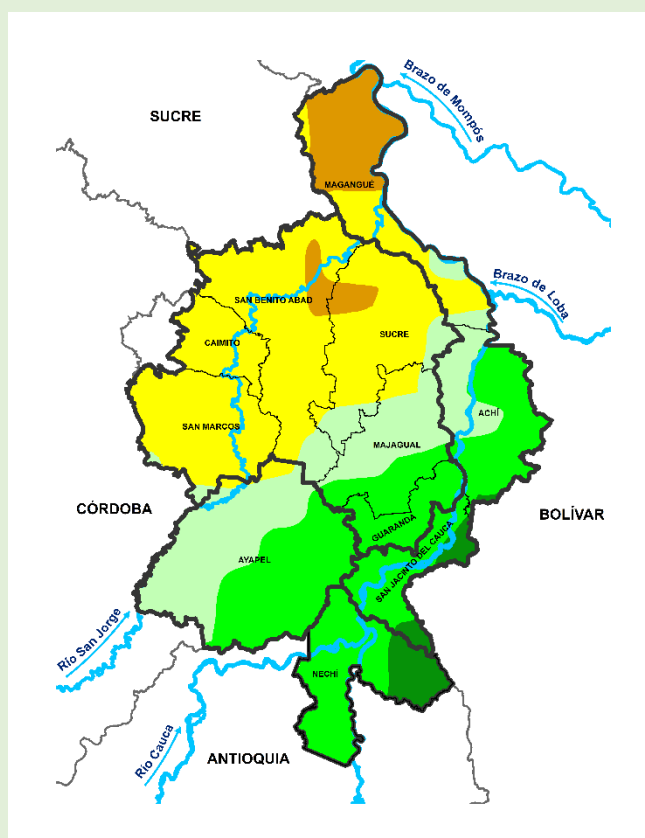 Brazo de Mompós
SUCRE
MAGANGUÉ
Brazo de Loba
SAN BENITO ABAD
SUCRE
CAIMITO
ACHÍ
SAN MARCOS
MAJAGUAL
CÓRDOBA
BOLÍVAR
GUARANDA
AYAPEL
SAN JACINTO DEL CAUCA
Río San Jorge
NECHÍ
Río Cauca
ANTIOQUIA